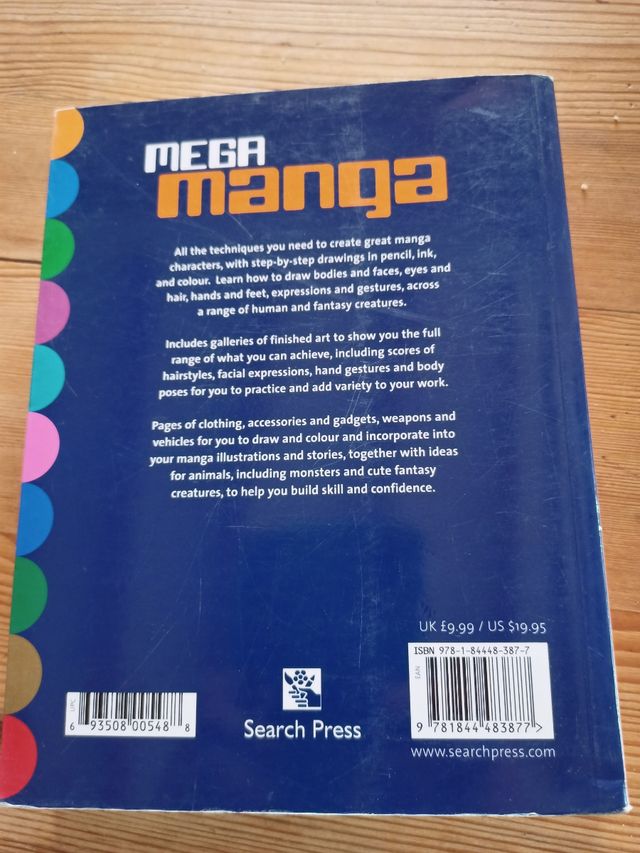 MEGA
manga
All the techniques you need to create great manga
characters, with step-by-step drawings in pencil, ink,
and colour. Learn how to draw bodies and faces, eyes and
hair, hands and feet, expressions and gestures, across
a range of human and fantasy creatures.
Includes galleries of finished art to show you the full
range of what you can achieve, including scores of
hairstyles, facial expressions, hand gestures and body
poses for you to practice and add variety to your work.
Pages of clothing, accessories and gadgets, weapons and
vehicles for you to draw and colour and incorporate into
your manga illustrations and stories, together with ideas
for animals, including monsters and cute fantasy
creatures, to help you build skill and confidence.
UK £9.99 / US $19.95
ISBN 978-1-84448-387-7
EAN
9 781844 483877 >
www.searchpress.com
UPC
6 93508 00548 8
Search Press